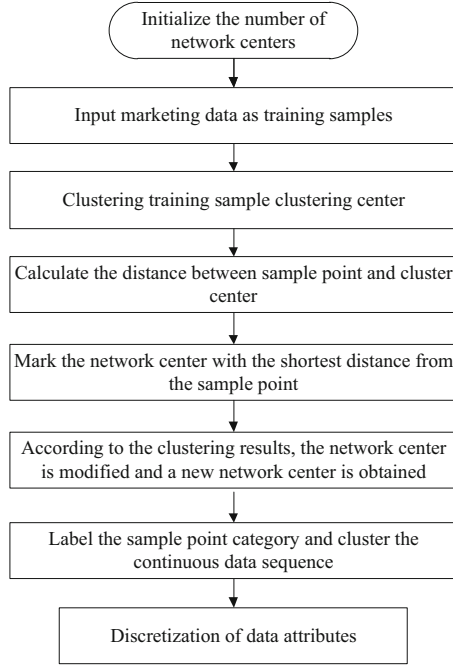 Initialize the number of
network centers
Input marketing data as training samples
Clustering training sample clustering center
Calculate the distance between sample point and cluster
center
Mark the network center with the shortest distance from
the sample point
According to the clustering results, the network center
is modified and a new network center is obtained
Label the sample point category and cluster the
continuous data sequence
Discretization of data attributes